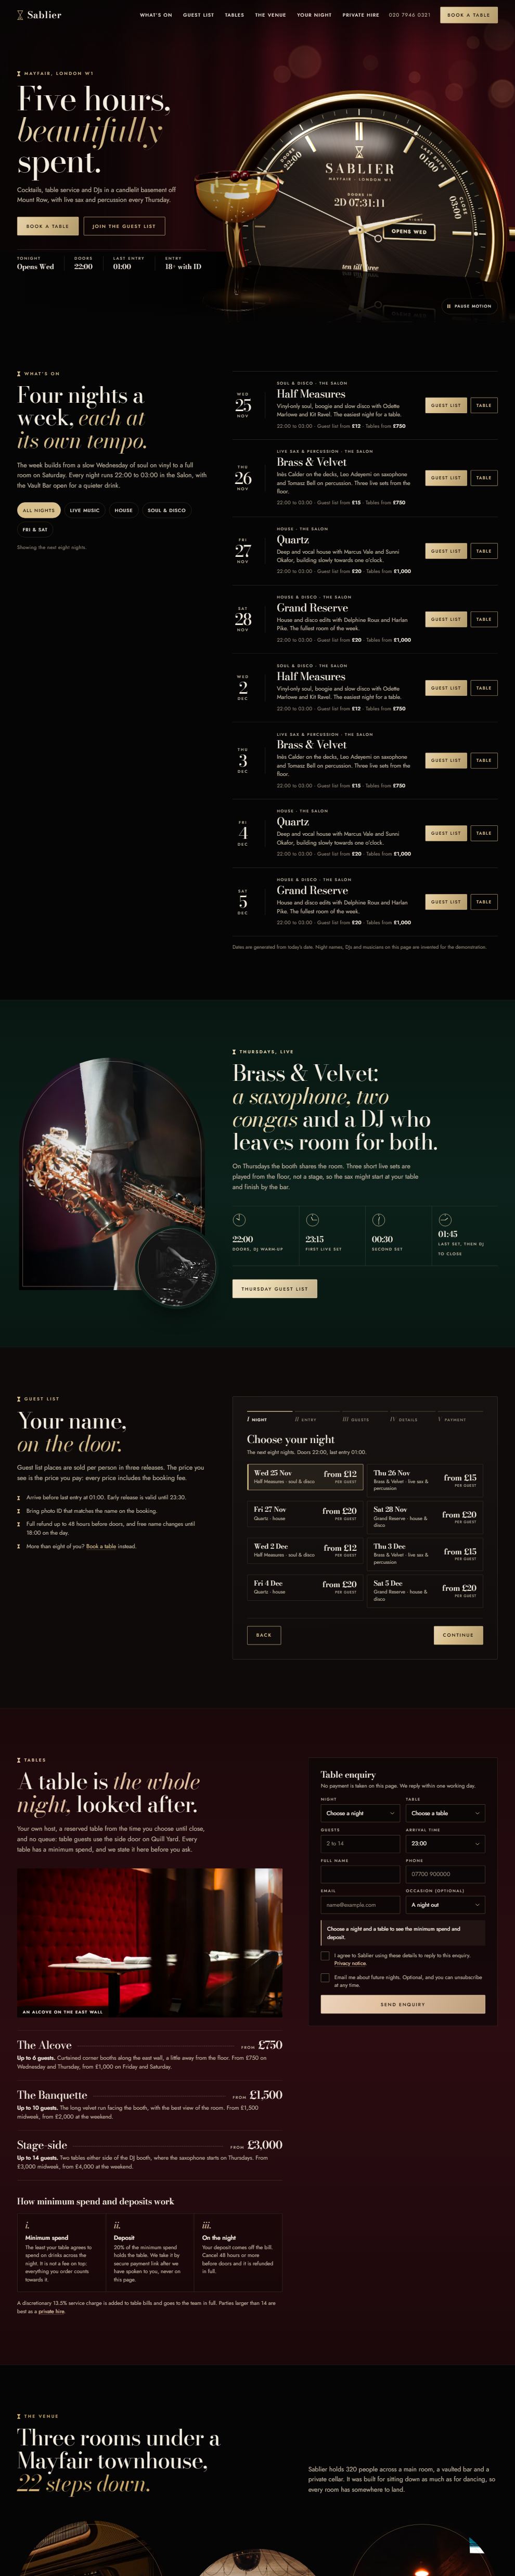 Sablier
WHAT'S ON
GUEST LIST
TABLES
THE VENUE
YOUR NIGHT
PRIVATE HIRE
020 7946 0321
BOOK A TABLE
MAYFAIR, LONDON W1
Five hours,
beautifully
spent.
Cocktails, table service and DJs in a candlelit basement off
Mount Row, with live sax and percussion every Thursday.
BOOK A TABLE
JOIN THE GUEST LIST
TONIGHT
Opens Wed
DOORS
22:00
LAST ENTRY
01:00
ENTRY
18+ with ID
DOORS
22:00
LAST ENTRY
01:00
CLOSE
03:00
SABLIER
MAYFAIR · LONDON
DOORS IN
2D 07:31:11
OPENS WED
ten till three
PAUSE MOTION
WHAT'S ON
Four nights a
week, each at
its own tempo.
The week builds from a slow Wednesday of soul on vinyl to a full
room on Saturday. Every night runs 22:00 to 03:00 in the Salon, with
the Vault Bar open for a quieter drink.
ALL NIGHTS
LIVE MUSIC
HOUSE
SOUL & DISCO
FRI & SAT
Showing the next eight nights.
WED
25
NOV
SOUL & DISCO · THE SALON
Half Measures
Vinyl-only soul, boogie and slow disco with Odette
Marlowe and Kit Ravel. The easiest night for a table.
22:00 to 03:00 · Guest list from £12 · Tables from £750
GUEST LIST
TABLE
THU
26
NOV
LIVE SAX & PERCUSSION · THE SALON
Brass & Velvet
Inès Calder on the decks, Leo Adeyemi on saxophone
and Tomasz Bell on percussion. Three live sets from the
floor.
22:00 to 03:00 · Guest list from £15 · Tables from £750
GUEST LIST
TABLE
FRI
27
NOV
HOUSE · THE SALON
Quartz
Deep and vocal house with Marcus Vale and Sunni
Okafor, building slowly towards one o'clock.
22:00 to 03:00 · Guest list from £20 · Tables from £1,000
GUEST LIST
TABLE
SAT
28
NOV
HOUSE & DISCO · THE SALON
Grand Reserve
House and disco edits with Delphine Roux and Harlan
Pike. The fullest room of the week.
22:00 to 03:00 · Guest list from £20 · Tables from £1,000
GUEST LIST
TABLE
WED
2
DEC
SOUL & DISCO · THE SALON
Half Measures
Vinyl-only soul, boogie and slow disco with Odette
Marlowe and Kit Ravel. The easiest night for a table.
22:00 to 03:00 · Guest list from £12 · Tables from £750
GUEST LIST
TABLE
THU
3
DEC
LIVE SAX & PERCUSSION · THE SALON
Brass & Velvet
Inès Calder on the decks, Leo Adeyemi on saxophone
and Tomasz Bell on percussion. Three live sets from the
floor.
22:00 to 03:00 · Guest list from £15 · Tables from £750
GUEST LIST
TABLE
FRI
4
DEC
HOUSE · THE SALON
Quartz
Deep and vocal house with Marcus Vale and Sunni
Okafor, building slowly towards one o'clock.
22:00 to 03:00 · Guest list from £20 · Tables from £1,000
GUEST LIST
TABLE
SAT
5
DEC
HOUSE & DISCO · THE SALON
Grand Reserve
House and disco edits with Delphine Roux and Harlan
Pike. The fullest room of the week.
22:00 to 03:00 · Guest list from £20 · Tables from £1,000
GUEST LIST
TABLE
Dates are generated from today's date. Night names, DJs and musicians on this page are invented for the demonstration.
THURSDAYS, LIVE
Brass & Velvet:
a saxophone, two
congas and a DJ who
leaves room for both.
On Thursdays the booth shares the room. Three short live sets are
played from the floor, not a stage, so the sax might start at your table
and finish by the bar.
22:00
DOORS, DJ WARM-UP
23:15
FIRST LIVE SET
00:30
SECOND SET
01:45
LAST SET, THEN DJ
TO CLOSE
THURSDAY GUEST LIST
GUEST LIST
Your name,
on the door.
Guest list places are sold per person in three releases. The price you
see is the price you pay: every price includes the booking fee.
Arrive before last entry at 01:00. Early release is valid until 23:30.
Bring photo ID that matches the name on the booking.
Full refund up to 48 hours before doors, and free name changes until
18:00 on the day.
More than eight of you? Book a table instead.
I NIGHT
II ENTRY
III GUESTS
IV DETAILS
V PAYMENT
Choose your night
The next eight nights. Doors 22:00, last entry 01:00.
Wed 25 Nov
Half Measures · soul & disco
from £12
PER GUEST
Thu 26 Nov
Brass & Velvet · live sax &
percussion
from £15
PER GUEST
Fri 27 Nov
Quartz · house
from £20
PER GUEST
Sat 28 Nov
Grand Reserve · house &
disco
from £20
PER GUEST
Wed 2 Dec
Half Measures · soul & disco
from £12
PER GUEST
Thu 3 Dec
Brass & Velvet · live sax &
percussion
from £15
PER GUEST
Fri 4 Dec
Quartz · house
from £20
PER GUEST
Sat 5 Dec
Grand Reserve · house &
disco
from £20
PER GUEST
BACK
CONTINUE
TABLES
A table is the whole
night, looked after.
Your own host, a reserved table from the time you choose until close,
and no queue: table guests use the side door on Quill Yard. Every
table has a minimum spend, and we state it here before you ask.
AN ALCOVE ON THE EAST WALL
The Alcove
FROM £750
Up to 6 guests. Curtained corner booths along the east wall, a little away from the floor. From £750 on
Wednesday and Thursday, from £1,000 on Friday and Saturday.
The Banquette
FROM £1,500
Up to 10 guests. The long velvet run facing the booth, with the best view of the room. From £1,500
midweek, from £2,000 at the weekend.
Stage-side
FROM £3,000
Up to 14 guests. Two tables either side of the DJ booth, where the saxophone starts on Thursdays. From
£3,000 midweek, from £4,000 at the weekend.
How minimum spend and deposits work
i.
Minimum spend
The least your table agrees to
spend on drinks across the
night. It is not a fee on top:
everything you order counts
towards it.
ii.
Deposit
20% of the minimum spend
holds the table. We take it by
secure payment link after we
have spoken to you, never on
this page.
iii.
On the night
Your deposit comes off the bill.
Cancel 48 hours or more
before doors and it is refunded
in full.
A discretionary 13.5% service charge is added to table bills and goes to the team in full. Parties larger than 14 are
best as a private hire.
Table enquiry
No payment is taken on this page. We reply within one working day.
NIGHT
Choose a night
TABLE
Choose a table
GUESTS
2 to 14
ARRIVAL TIME
23:00
FULL NAME
PHONE
07700 900000
EMAIL
name@example.com
OCCASION (OPTIONAL)
A night out
Choose a night and a table to see the minimum spend and
deposit.
I agree to Sablier using these details to reply to this enquiry.
Privacy notice.
Email me about future nights. Optional, and you can unsubscribe
at any time.
SEND ENQUIRY
THE VENUE
Three rooms under a
Mayfair townhouse,
22 steps down.
Sablier holds 320 people across a main room, a vaulted bar and a
private cellar. It was built for sitting down as much as for dancing, so
every room has somewhere to land.